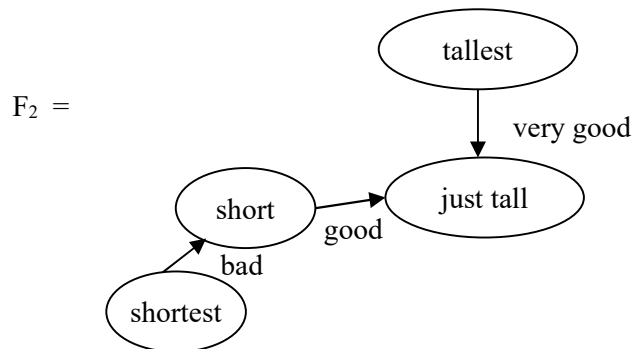 tallest
F₂ =
very good
just tall
short
good
bad
shortest